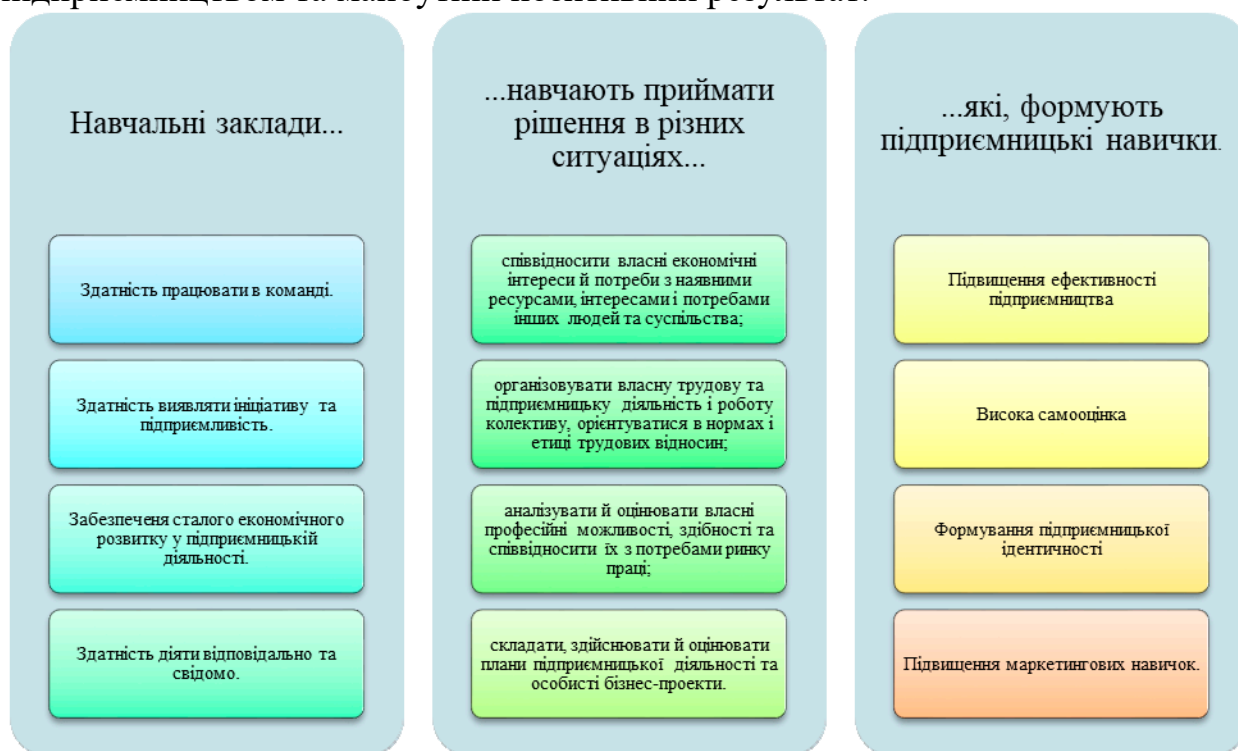 Навчальні заклади...
Здатність працювати в команді.
Здатність виявляти ініціативу та
підприємливість.
Забезпеченя сталого економічного
розвитку у підприємницькій
діяльності.
Здатність діяти відповідально та
свідомо.
...навчають приймати
рішення в різних
ситуаціях...
співвідносити власні економічні
інтереси й потреби з наявними
ресурсами, інтересами і потребами
інших людей та суспільства;
організовувати власну трудову та
підприємницьку діяльність і роботу
колективу, орієнтуватися в нормах і
етиці трудових відносин;
аналізувати й оцінювати власні
професійні можливості, здібності та
співвідносити їх з потребами ринку
праці;
складати, здійснювати й оцінювати
плани підприємницької діяльності та
особисті бізнес-проекти.
...які, формують
підприємницькі навички.
Підвищення ефективності
підприємництва
Висока самооцінка
Формування підприємницької
ідентичності
Підвищення маркетингових навичок.